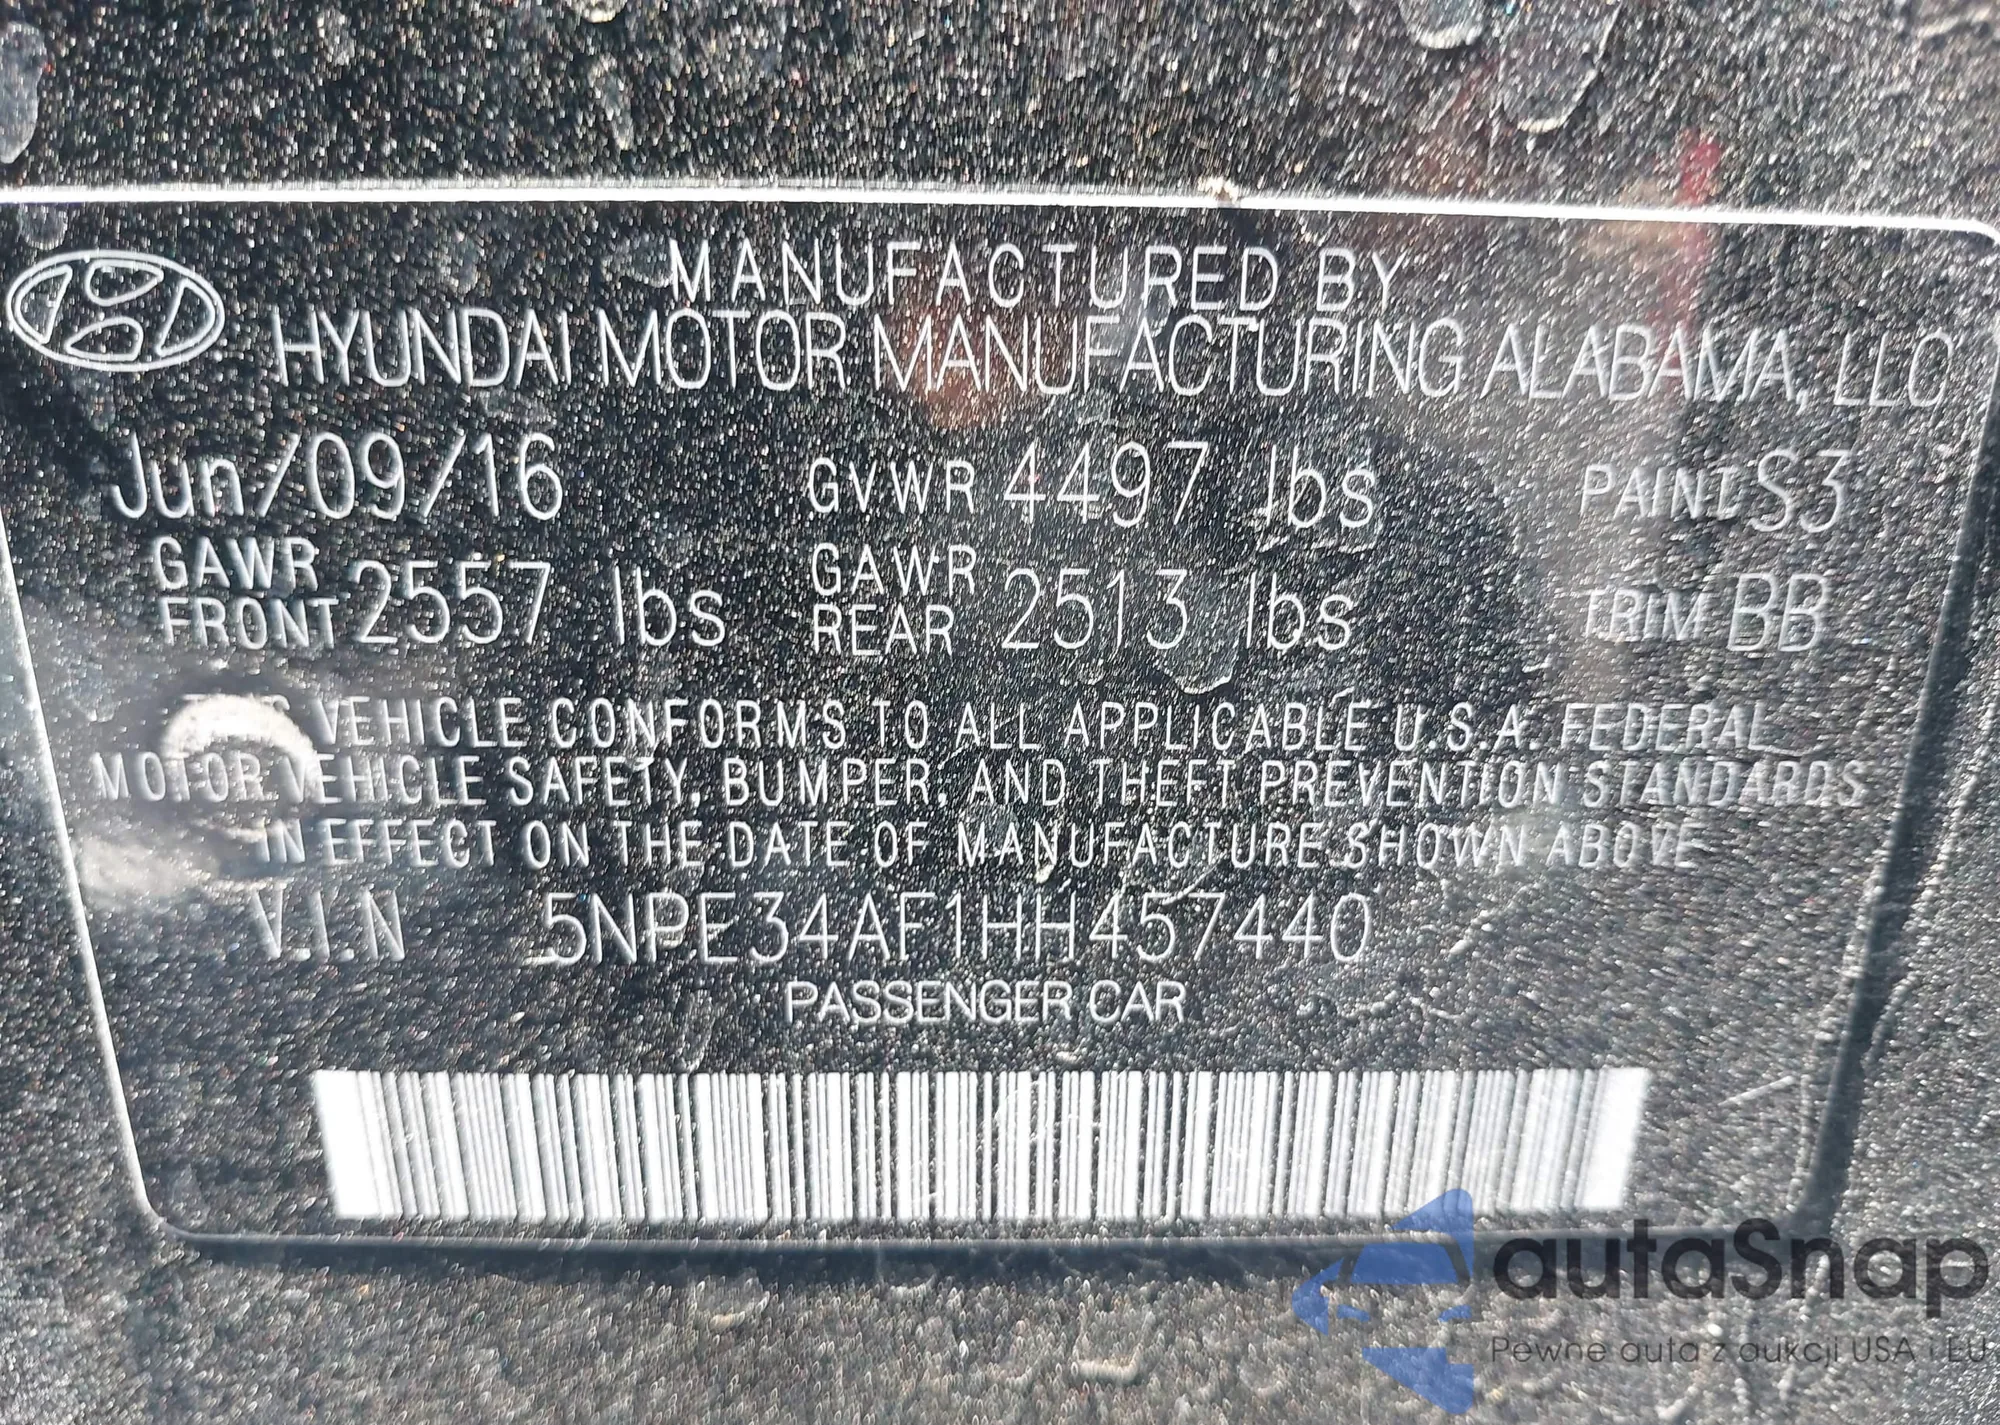 MANUFACTURED BY
HYUNDAI MOTOR MANUFACTURING ALABAMA, LLC
Jun/09/16 GVWR 4497 lbs PAINT S3
GAWR FRONT 2557 lbs GAWR REAR 2513 lbs TRIM BB
THIS VEHICLE CONFORMS TO ALL APPLICABLE U.S.A. FEDERAL
MOTOR VEHICLE SAFETY, BUMPER, AND THEFT PREVENTION STANDARDS
IN EFFECT ON THE DATE OF MANUFACTURE SHOWN ABOVE
V.I.N 5NPE34AF1HH457440
PASSENGER CAR
autaSnap
Pewne auta z aukcji USA i EU